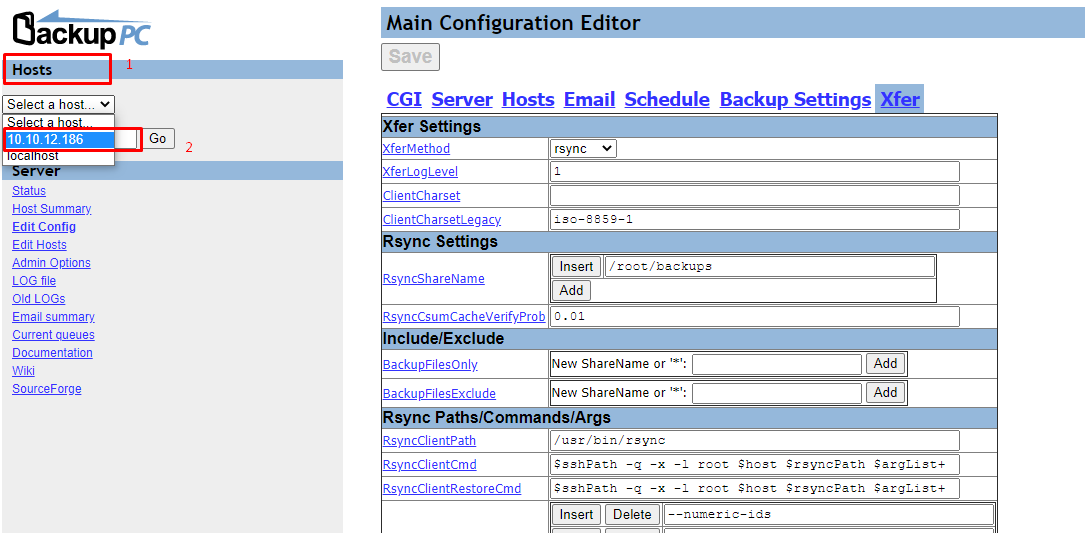 BackupPC
Hosts
1
Select a host...
Select a host...
10.10.12.186
localhost
Go
2
Server
Status
Host Summary
Edit Config
Edit Hosts
Admin Options
LOG file
Old LOGs
Email summary
Current queues
Documentation
Wiki
SourceForge
Main Configuration Editor
Save
CGI Server Hosts Email Schedule Backup Settings Xfer
Xfer Settings
XferMethod rsync
XferLogLevel 1
ClientCharset
ClientCharsetLegacy iso-8859-1
Rsync Settings
RsyncShareName Insert /root/backups
Add
RsyncCsumCacheVerifyProb 0.01
Include/Exclude
BackupFilesOnly New ShareName or '*': Add
BackupFilesExclude New ShareName or '*': Add
Rsync Paths/Commands/Args
RsyncClientPath /usr/bin/rsync
RsyncClientCmd $sshPath -q -x -l root $host $rsyncPath $argList+
RsyncClientRestoreCmd $sshPath -q -x -l root $host $rsyncPath $argList+
Insert Delete --numeric-ids